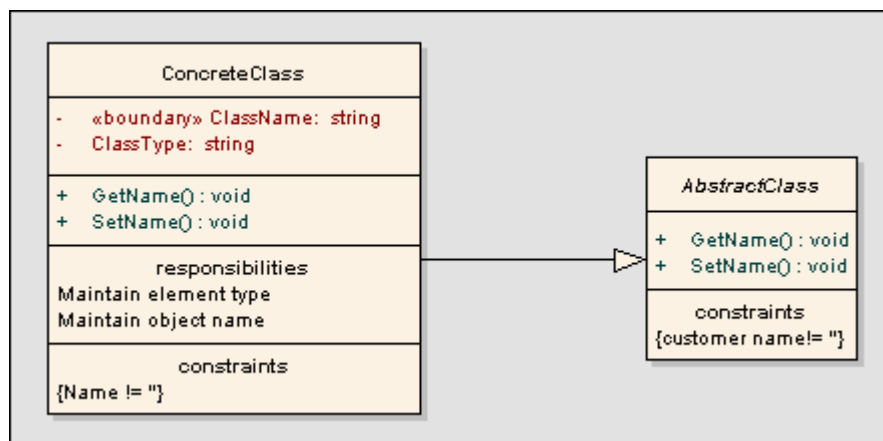 ConcreteClass
- «boundary» ClassName: string
- ClassType: string
+ GetName() : void
+ SetName() : void
responsibilities
Maintain element type
Maintain object name
constraints
{Name != ''}
AbstractClass
+ GetName() : void
+ SetName() : void
constraints
{customer name!= ''}